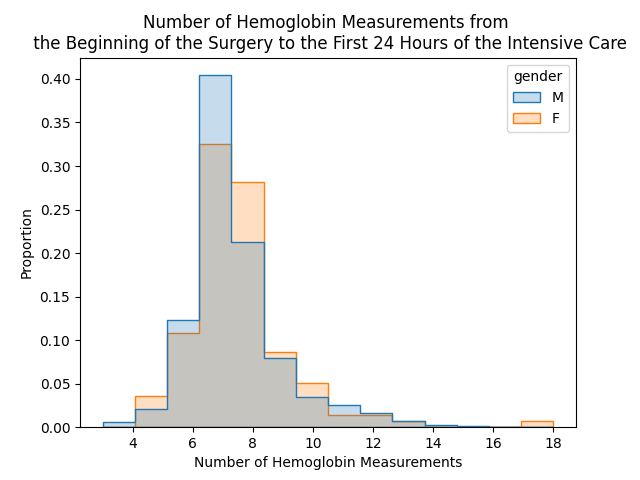 Number of Hemoglobin Measurements from
the Beginning of the Surgery to the First 24 Hours of the Intensive Care
gender
M
F
0.40
0.35
0.30
0.25
0.20
0.15
0.10
0.05
0.00
Proportion
4 6 8 10 12 14 16 18
Number of Hemoglobin Measurements